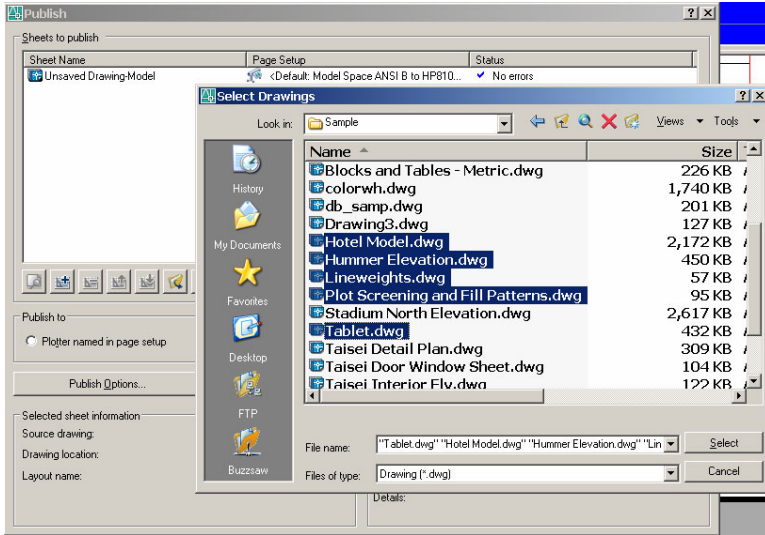 Publish
Sheets to publish
Sheet Name Page Setup Status
Unsaved Drawing-Model <Default: Model Space ANSI B to HP810... No errors
Select Drawings
Look in: Sample Views Tools
Name Size
Blocks and Tables - Metric.dwg 226 KB
colorwh.dwg 1,740 KB
db_samp.dwg 201 KB
Drawing3.dwg 127 KB
Hotel Model.dwg 2,172 KB
Hummer Elevation.dwg 450 KB
Lineweights.dwg 57 KB
Plot Screening and Fill Patterns.dwg 95 KB
Stadium North Elevation.dwg 2,617 KB
Tablet.dwg 432 KB
Taisei Detail Plan.dwg 309 KB
Taisei Door Window Sheet.dwg 104 KB
Taisei Interior Elv.dwg 122 KB
History
My Documents
Favorites
Desktop
FTP
Buzzsaw
File name: "Tablet.dwg" "Hotel Model.dwg" "Hummer Elevation.dwg" "Lin Select
Files of type: Drawing (*.dwg) Cancel
Publish to
Plotter named in page setup
Publish Options...
Selected sheet information
Source drawing:
Drawing location:
Layout name:
Details: